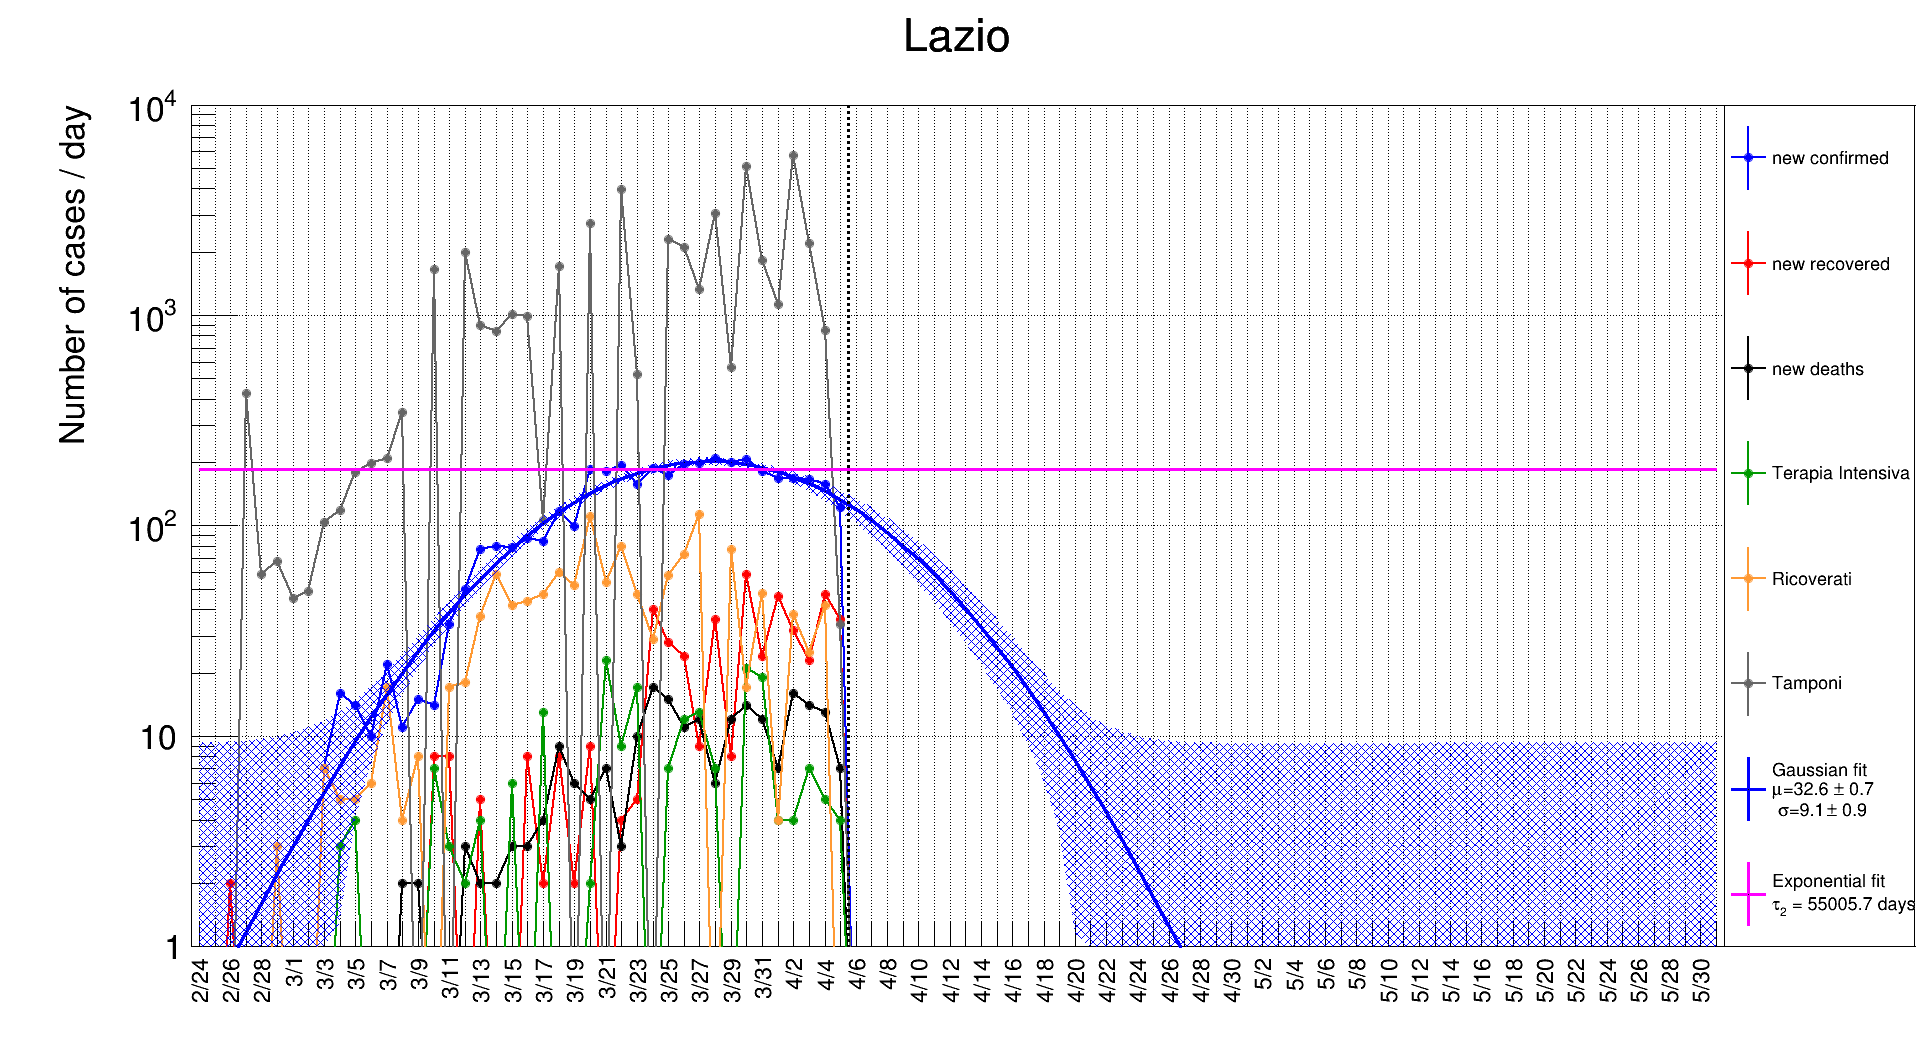 Lazio
Number of cases / day
10⁴
10³
10²
10
1
2/24 2/26 2/28 3/1 3/3 3/5 3/7 3/9 3/11 3/13 3/15 3/17 3/19 3/21 3/23 3/25 3/27 3/29 3/31 4/2 4/4 4/6 4/8 4/10 4/12 4/14 4/16 4/18 4/20 4/22 4/24 4/26 4/28 4/30 5/2 5/4 5/6 5/8 5/10 5/12 5/14 5/16 5/18 5/20 5/22 5/24 5/26 5/28 5/30
new confirmed
new recovered
new deaths
Terapia Intensiva
Ricoverati
Tamponi
Gaussian fit
μ=32.6 ± 0.7
σ=9.1 ± 0.9
Exponential fit
τ₂ = 55005.7 days